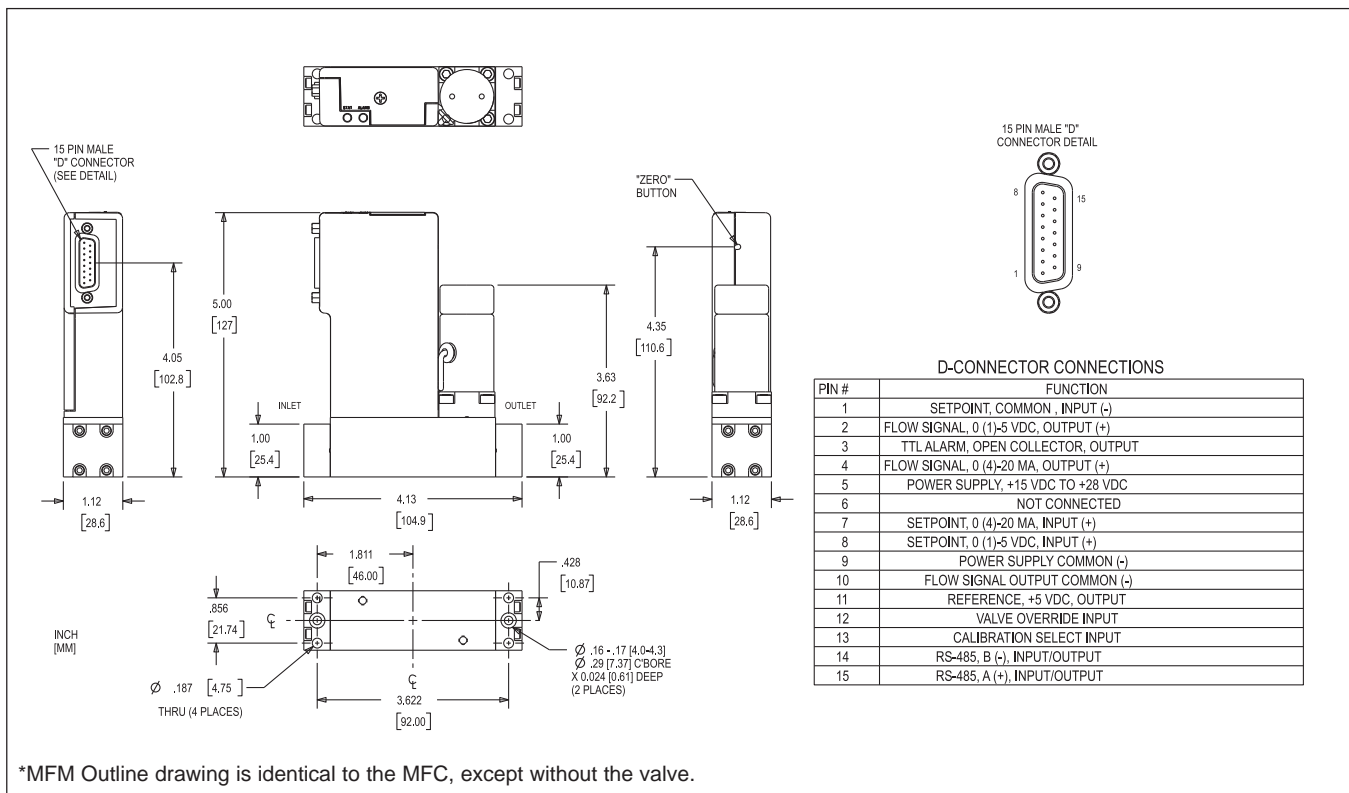 15 PIN MALE
"D" CONNECTOR
(SEE DETAIL)
4.05
[102.8]
1.12
[28.6]
5.00
[127]
INLET
OUTLET
1.00
[25.4]
3.63
[92.2]
1.00
[25.4]
4.13
[104.9]
"ZERO"
BUTTON
4.35
[110.6]
1.12
[28.6]
1.811
[46.00]
.428
[10.87]
.856
[21.74]
INCH
[MM]
Ø .187 [4.75]
THRU (4 PLACES)
3.622
[92.00]
Ø .16 - .17 [4.0-4.3]
Ø .29 [7.37] C'BORE
X 0.024 [0.61] DEEP
(2 PLACES)
15 PIN MALE "D"
CONNECTOR DETAIL
8
15
1
9
D-CONNECTOR CONNECTIONS
PIN # FUNCTION
1 SETPOINT, COMMON , INPUT (-)
2 FLOW SIGNAL, 0 (1)-5 VDC, OUTPUT (+)
3 TTL ALARM, OPEN COLLECTOR, OUTPUT
4 FLOW SIGNAL, 0 (4)-20 MA, OUTPUT (+)
5 POWER SUPPLY, +15 VDC TO +28 VDC
6 NOT CONNECTED
7 SETPOINT, 0 (4)-20 MA, INPUT (+)
8 SETPOINT, 0 (1)-5 VDC, INPUT (+)
9 POWER SUPPLY COMMON (-)
10 FLOW SIGNAL OUTPUT COMMON (-)
11 REFERENCE, +5 VDC, OUTPUT
12 VALVE OVERRIDE INPUT
13 CALIBRATION SELECT INPUT
14 RS-485, B (-), INPUT/OUTPUT
15 RS-485, A (+), INPUT/OUTPUT
*MFM Outline drawing is identical to the MFC, except without the valve.